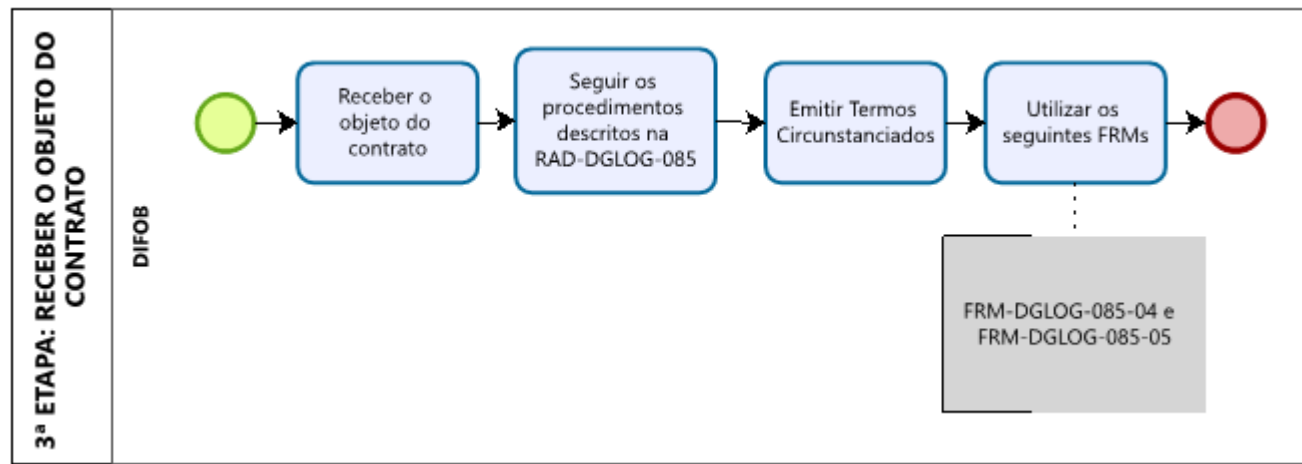 3ª ETAPA: RECEBER O OBJETO DO
CONTRATO
DIFOB
Receber o
objeto do
contrato
Seguir os
procedimentos
descritos na
RAD-DGLOG-085
Emitir Termos
Circunstanciados
Utilizar os
seguintes FRMs
FRM-DGLOG-085-04 e
FRM-DGLOG-085-05